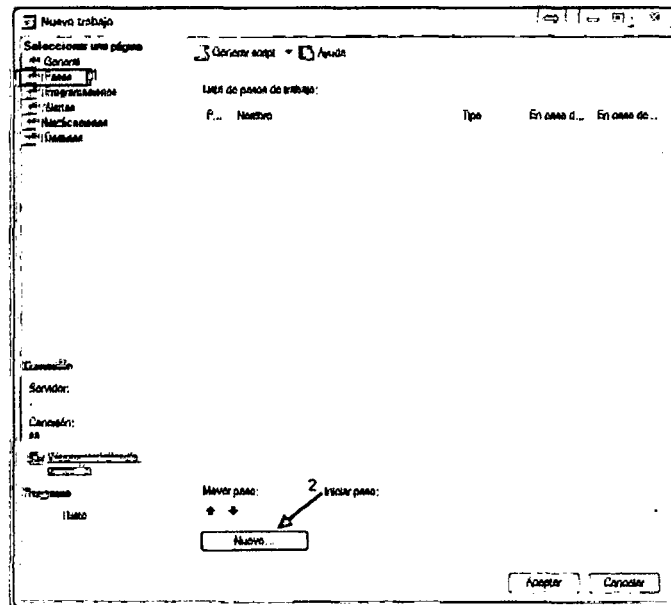 Nuevo trabajo
Seleccionar una página
General
Pasos 1
Programaciones
Alertas
Notificaciones
Destinos
Generar script Ayuda
Lista de pasos de trabajo:
P... Nombre Tipo En caso d... En caso de ...
Conexión
Servidor:
.
Conexión:
sa
Progreso
Listo
Mover paso: 2 Iniciar paso:
Nuevo...
Aceptar Cancelar